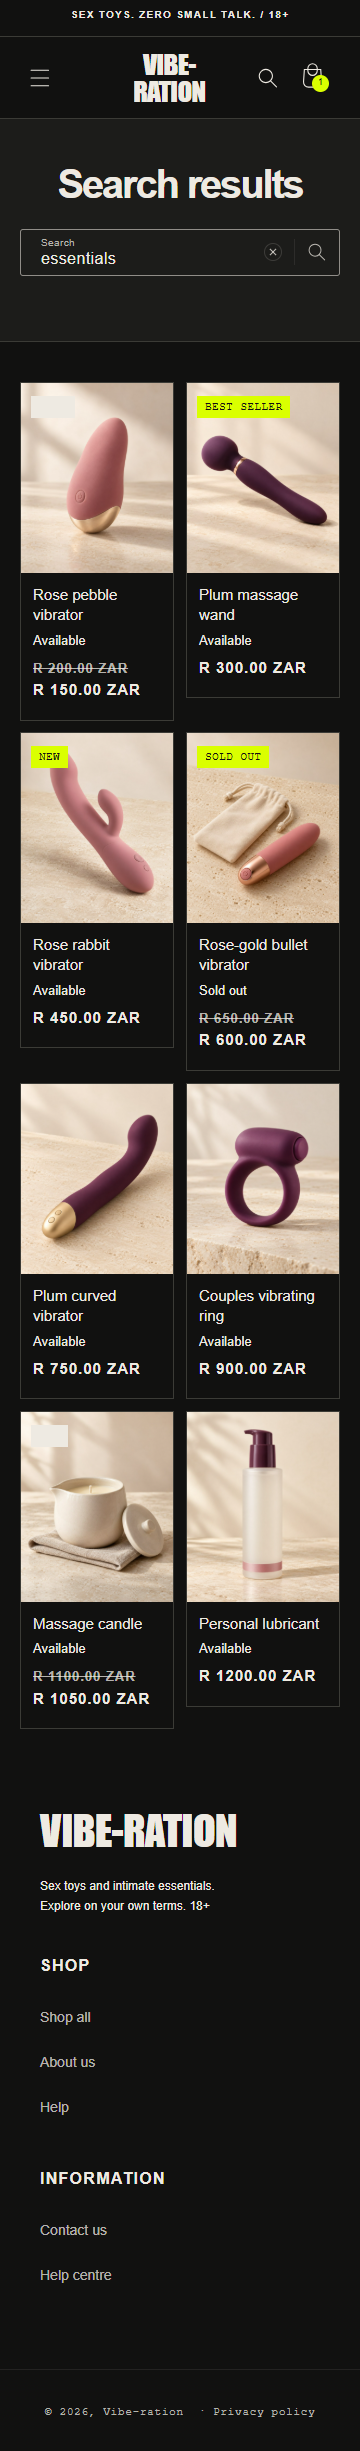 SEX TOYS. ZERO SMALL TALK. / 18+
VIBE-
RATION
1
Search results
Search
essentials
BEST SELLER
Rose pebble
vibrator
Available
R 200.00 ZAR
R 150.00 ZAR
Plum massage
wand
Available
R 300.00 ZAR
NEW
SOLD OUT
Rose rabbit
vibrator
Available
R 450.00 ZAR
Rose-gold bullet
vibrator
Sold out
R 650.00 ZAR
R 600.00 ZAR
Plum curved
vibrator
Available
R 750.00 ZAR
Couples vibrating
ring
Available
R 900.00 ZAR
Massage candle
Available
R 1100.00 ZAR
R 1050.00 ZAR
Personal lubricant
Available
R 1200.00 ZAR
VIBE-RATION
Sex toys and intimate essentials.
Explore on your own terms. 18+
SHOP
Shop all
About us
Help
INFORMATION
Contact us
Help centre
© 2026, Vibe-ration · Privacy policy